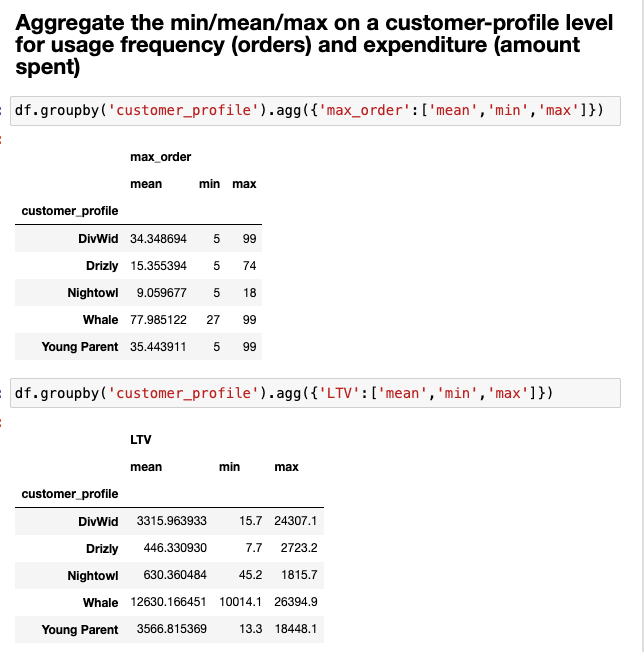 Aggregate the min/mean/max on a customer-profile level
for usage frequency (orders) and expenditure (amount
spent)
df.groupby('customer_profile').agg({'max_order':['mean','min','max']})
max_order
mean min max
customer_profile
DivWid 34.348694 5 99
Drizly 15.355394 5 74
Nightowl 9.059677 5 18
Whale 77.985122 27 99
Young Parent 35.443911 5 99
df.groupby('customer_profile').agg({'LTV':['mean','min','max']})
LTV
mean min max
customer_profile
DivWid 3315.963933 15.7 24307.1
Drizly 446.330930 7.7 2723.2
Nightowl 630.360484 45.2 1815.7
Whale 12630.166451 10014.1 26394.9
Young Parent 3566.815369 13.3 18448.1